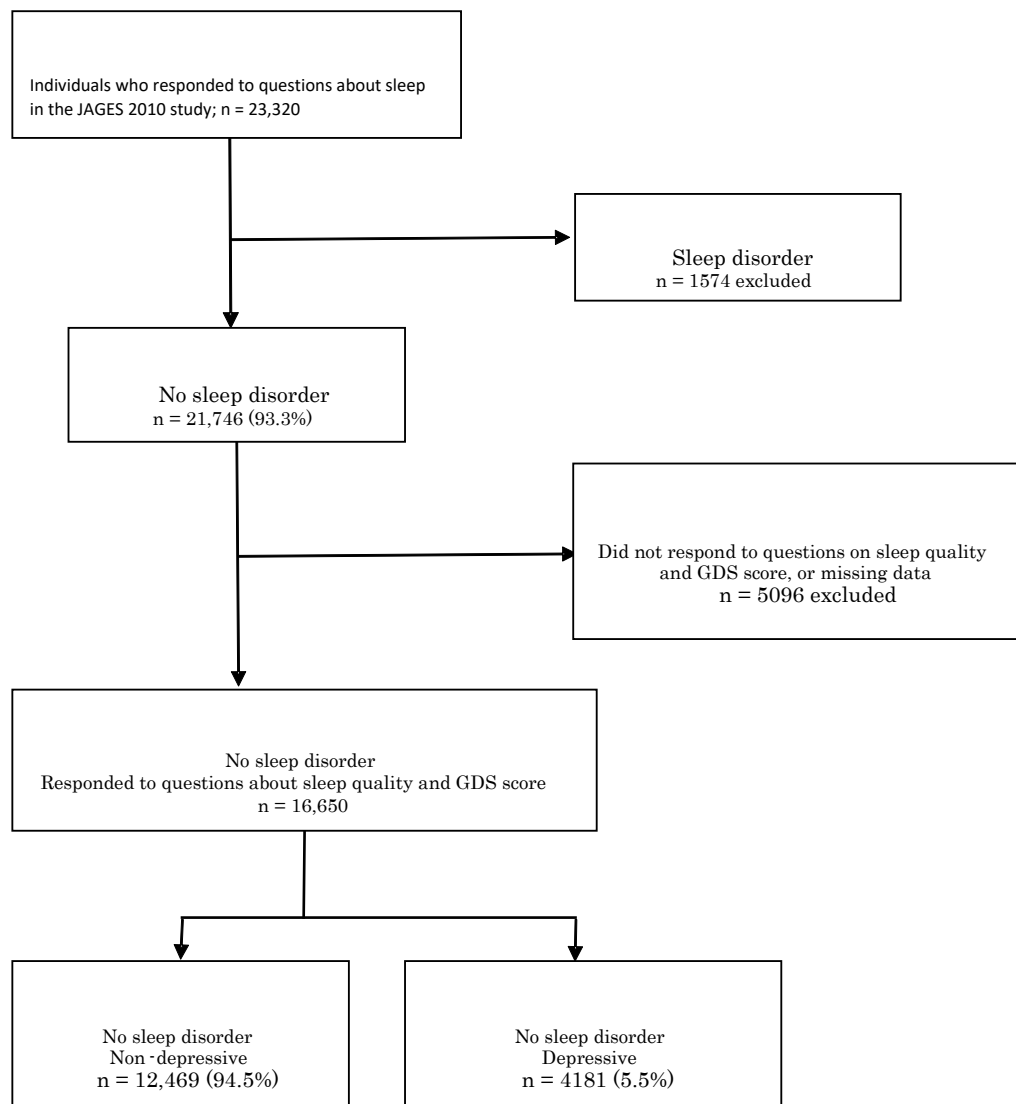 Individuals who responded to questions about sleep
in the JAGES 2010 study; n = 23,320
Sleep disorder
n = 1574 excluded
No sleep disorder
n = 21,746 (93.3%)
Did not respond to questions on sleep quality
and GDS score, or missing data
n = 5096 excluded
No sleep disorder
Responded to questions about sleep quality and GDS score
n = 16,650
No sleep disorder
Non-depressive
n = 12,469 (94.5%)
No sleep disorder
Depressive
n = 4181 (5.5%)